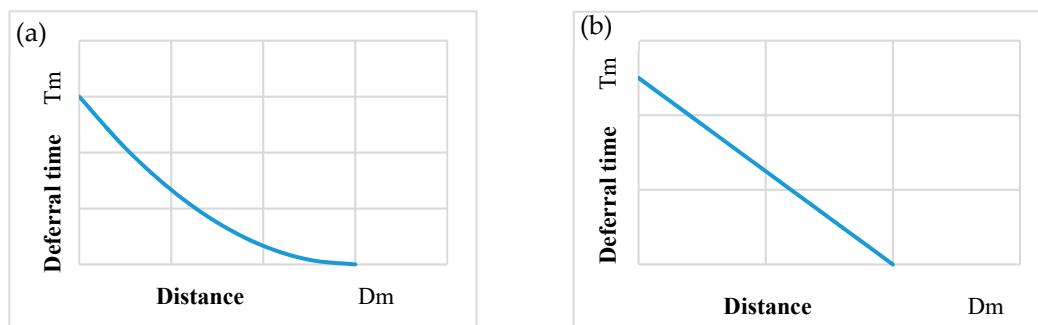 (a)
Tm
Deferral time
Distance Dm
(b)
Tm
Deferral time
Distance Dm